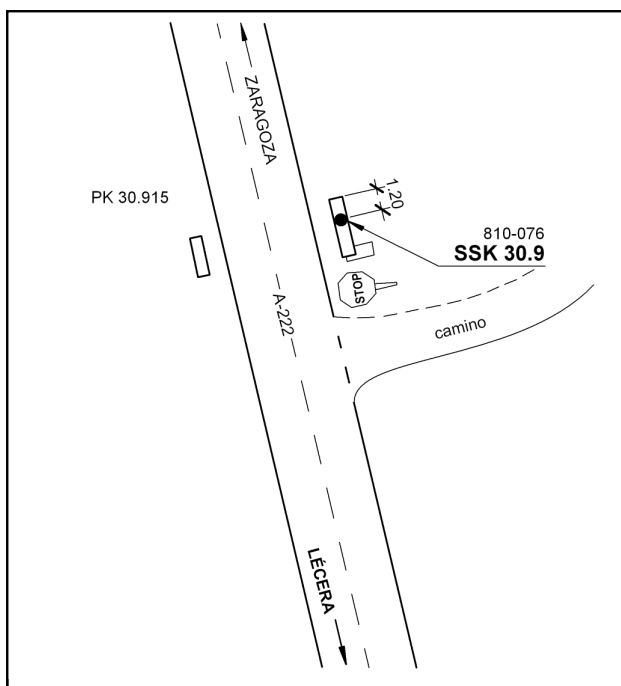 ZARAGOZA
PK 30.915
1.20
810-076
SSK 30.9
STOP
A-222
camino
LÉCERA